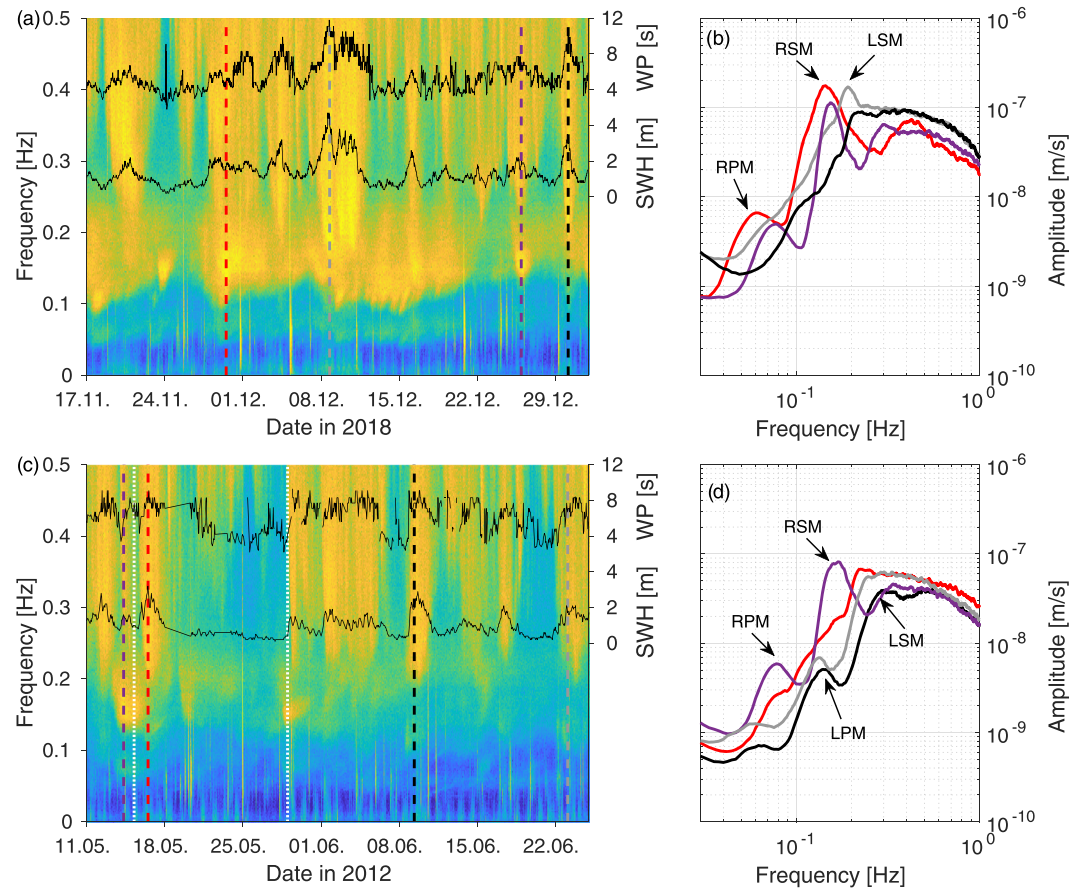 (a)
0.5
0.4
0.3
0.2
0.1
0
Frequency [Hz]
12
8
4
WP [s]
4
2
0
SWH [m]
17.11. 24.11. 01.12. 08.12. 15.12. 22.12. 29.12.
Date in 2018
(b)
RSM
LSM
RPM
10-6
10-7
10-8
10-9
10-10
Amplitude [m/s]
10-1 100
Frequency [Hz]
(c)
0.5
0.4
0.3
0.2
0.1
0
Frequency [Hz]
12
8
4
WP [s]
4
2
0
SWH [m]
11.05. 18.05. 25.05. 01.06. 08.06. 15.06. 22.06.
Date in 2012
(d)
RSM
RPM
LSM
LPM
10-6
10-7
10-8
10-9
10-10
Amplitude [m/s]
10-1 100
Frequency [Hz]